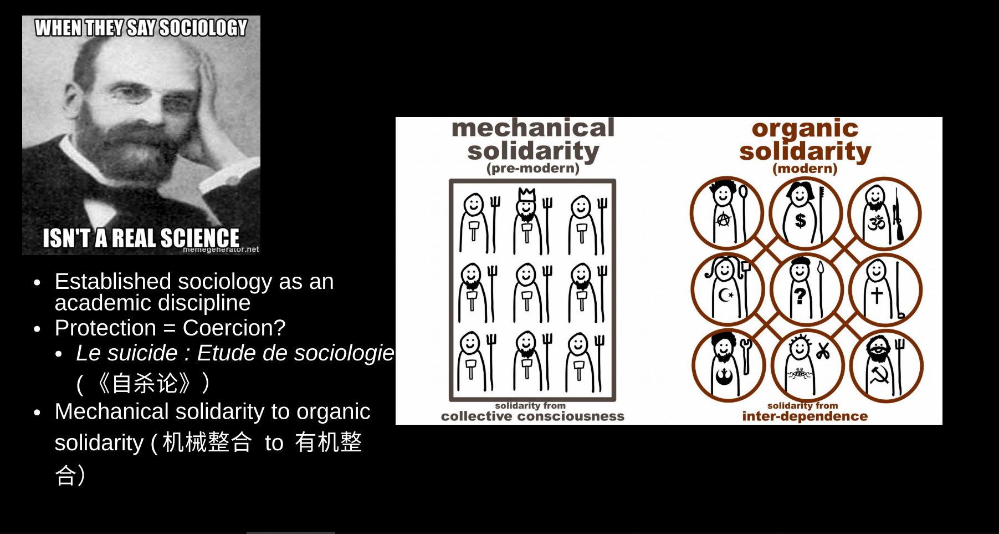 WHEN THEY SAY SOCIOLOGY
ISN'T A REAL SCIENCE
memegenerator.net
• Established sociology as an
academic discipline
• Protection = Coercion?
• Le suicide : Etude de sociologie
(《自杀论》）
• Mechanical solidarity to organic
solidarity (机械整合 to 有机整
合）
mechanical
solidarity
(pre-modern)
solidarity from
collective consciousness
organic
solidarity
(modern)
$
?
FSM
solidarity from
inter-dependence